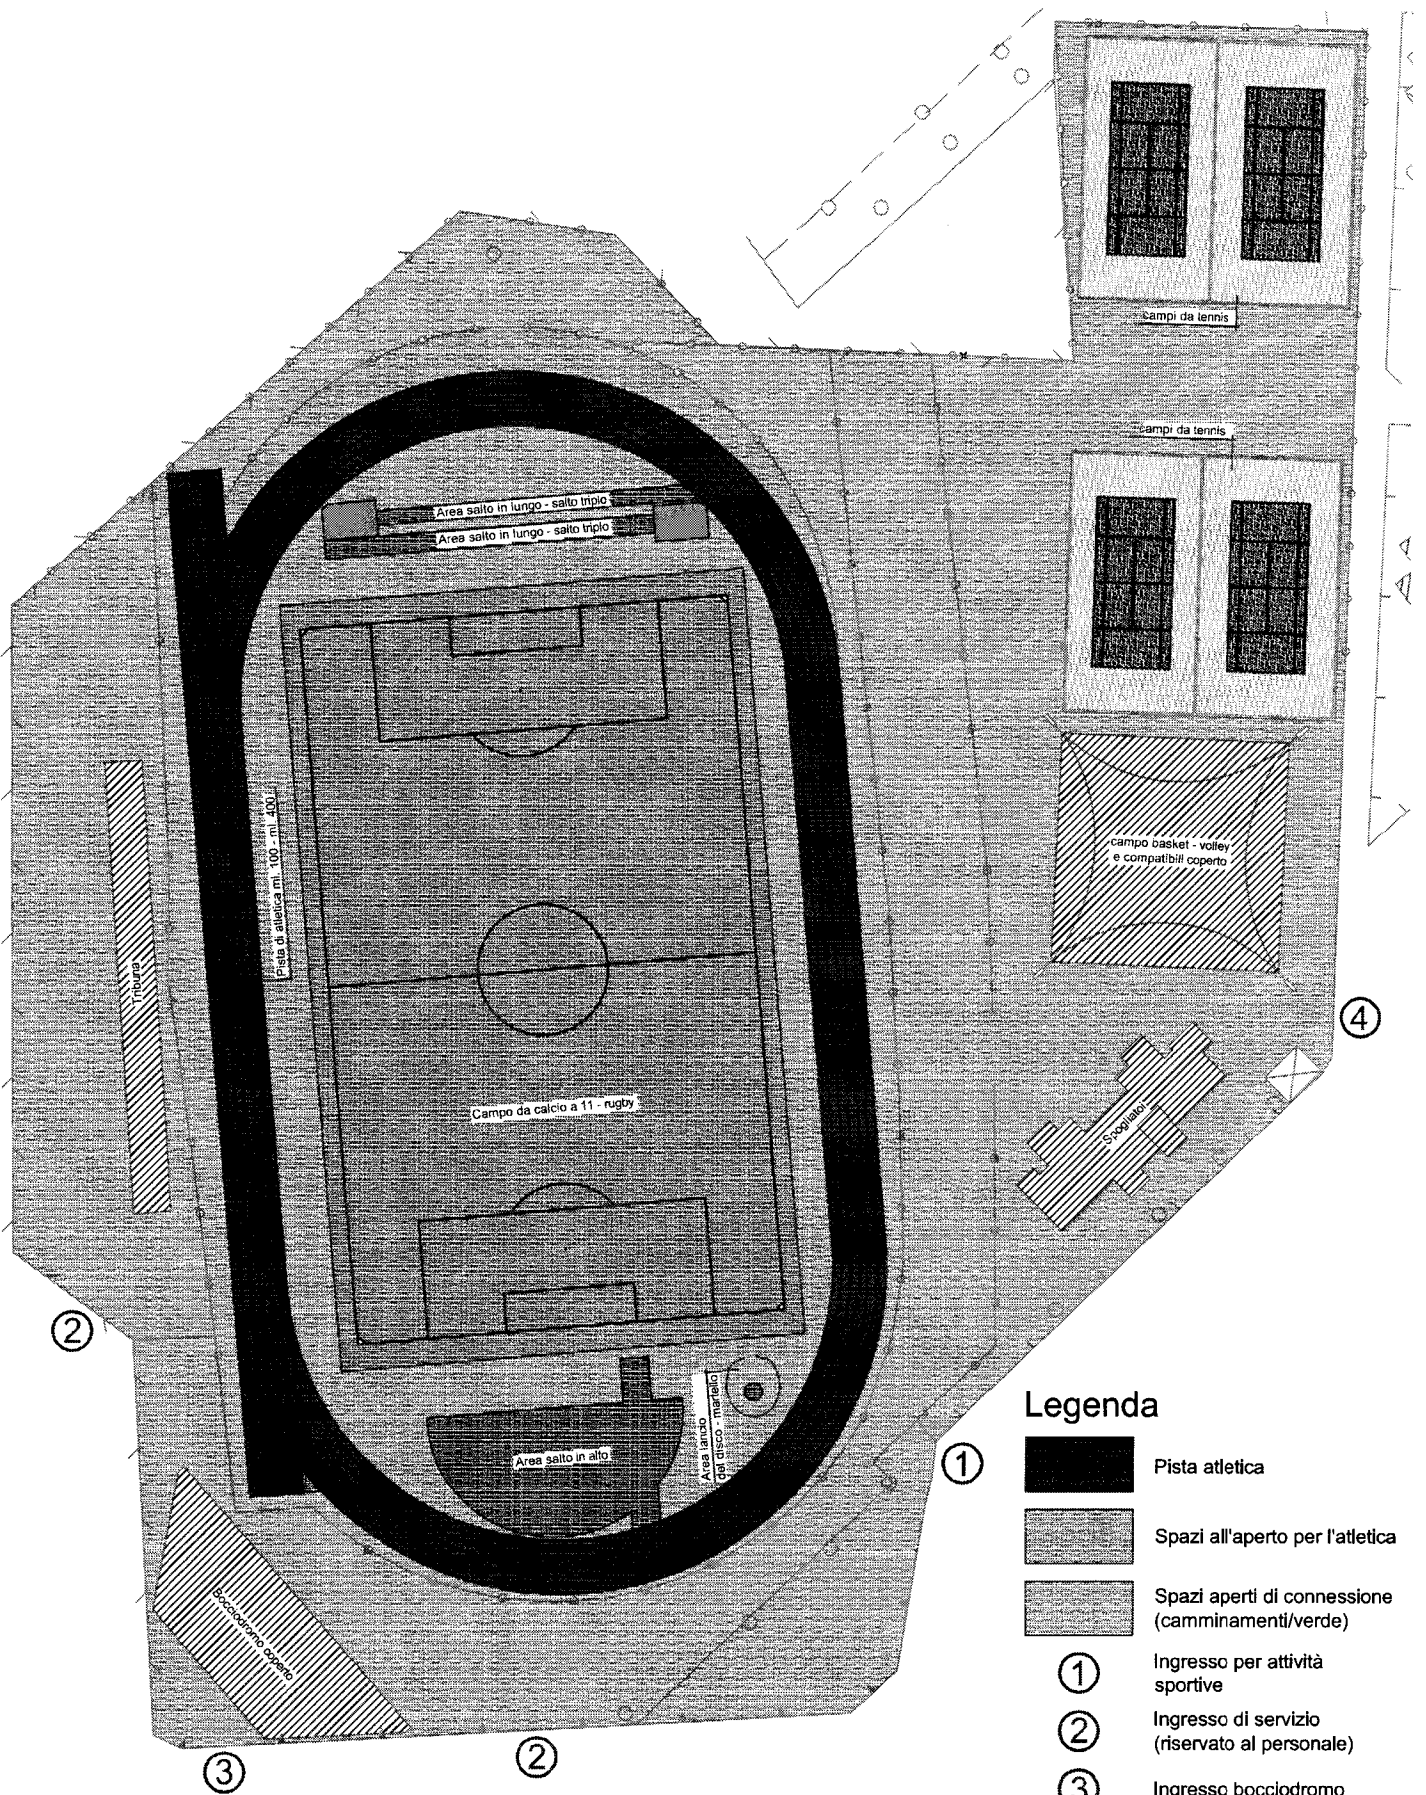 campi da tennis
campi da tennis
Area salto in lungo - salto triplo
Area salto in lungo - salto triplo
Pista di atletica ml. 100 - ml. 400
campo basket - volley
e compatibili coperto
Tribuna
4
Campo da calcio a 11 - rugby
Spogliatoi
2
Area lancio
del disco - martello
Area salto in alto
1
Bocciodromo coperto
3
2
Legenda
Pista atletica
Spazi all'aperto per l'atletica
Spazi aperti di connessione
(camminamenti/verde)
1
Ingresso per attività
sportive
2
Ingresso di servizio
(riservato al personale)
3
Ingresso bocciodromo